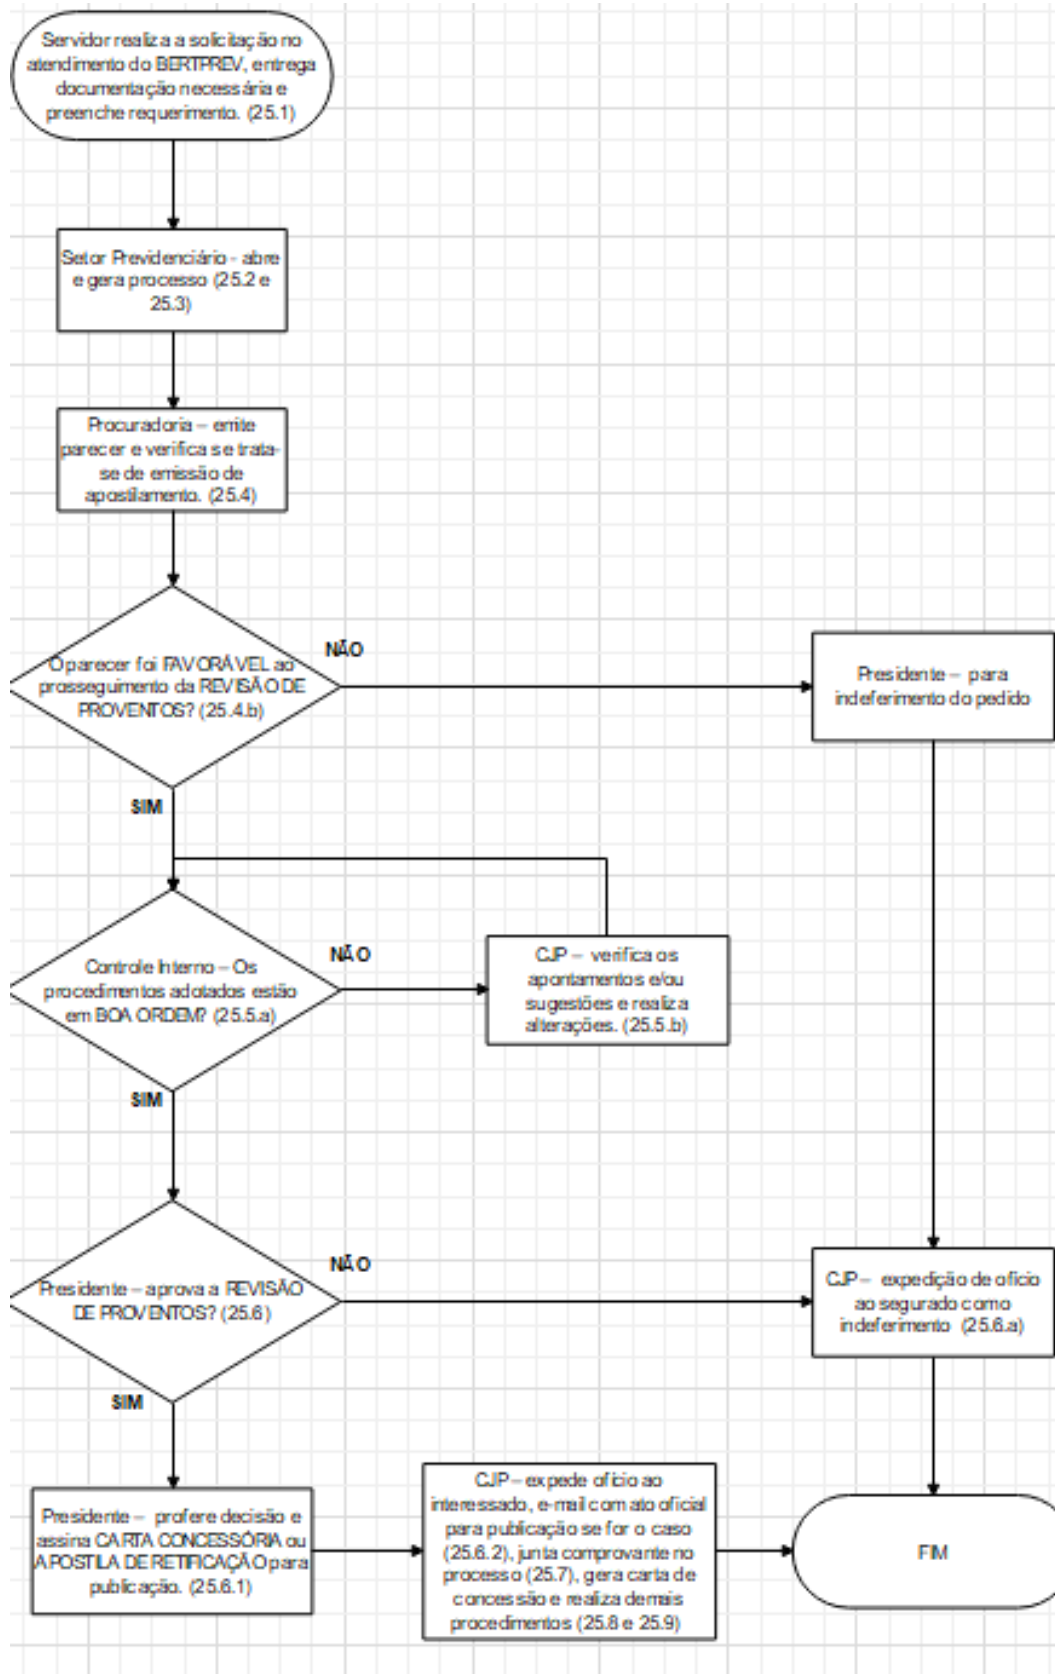 Servidor realiza a solicitação no
atendimento do BERTPREV, entrega
documentação necessária e
preenche requerimento. (25.1)
Setor Previdenciário - abre
e gera processo (25.2 e
25.3)
Procuradoria – emite
parecer e verifica se trata-
se de emissão de
apostilamento. (25.4)
O parecer foi FAVORÁVEL ao
prosseguimento da REVISÃO DE
PROVENTOS? (25.4.b)
NÃO
Presidente – para
indeferimento do pedido
SIM
Controle Interno – Os
procedimentos adotados estão
em BOA ORDEM? (25.5.a)
NÃO
CJP – verifica os
apontamentos e/ou
sugestões e realiza
alterações. (25.5.b)
SIM
Presidente – aprova a REVISÃO
DE PROVENTOS? (25.6)
NÃO
CJP – expedição de ofício
ao segurado como
indeferimento (25.6.a)
SIM
Presidente – profere decisão e
assina CARTA CONCESSÓRIA ou
APOSTILA DE RETIFICAÇÃO para
publicação. (25.6.1)
CJP – expede ofício ao
interessado, e-mail com ato oficial
para publicação se for o caso
(25.6.2), junta comprovante no
processo (25.7), gera carta de
concessão e realiza demais
procedimentos (25.8 e 25.9)
FIM